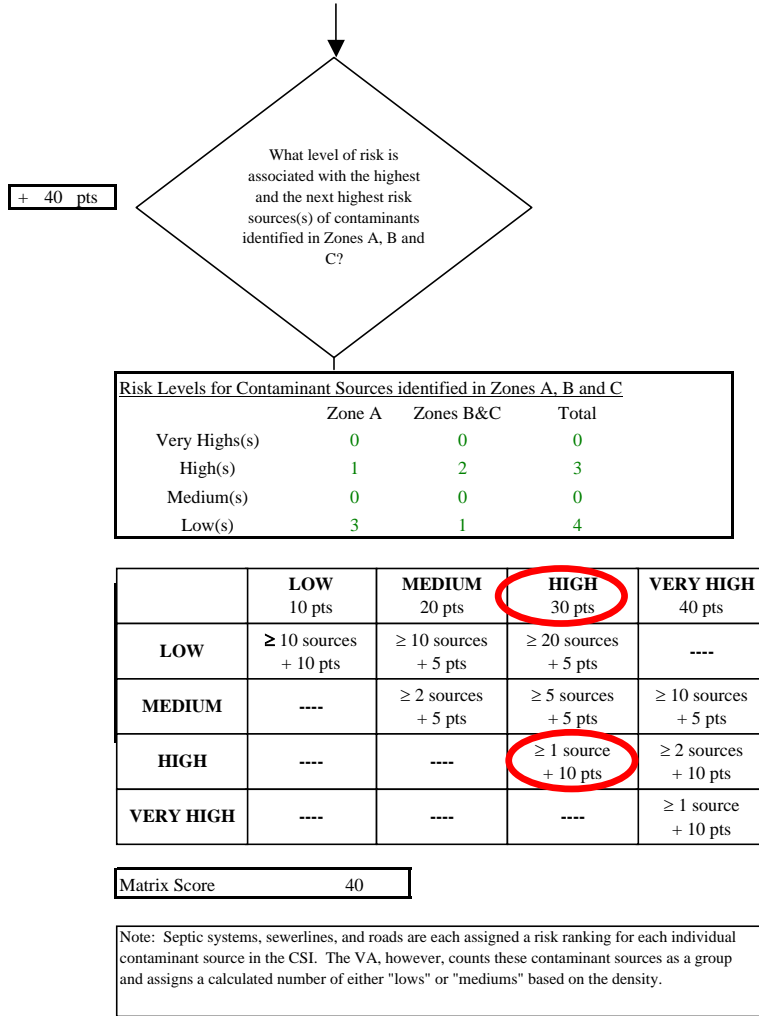 What level of risk is
associated with the highest
and the next highest risk
sources(s) of contaminants
identified in Zones A, B and
C?
+ 40 pts
Risk Levels for Contaminant Sources identified in Zones A, B and C
Zone A Zones B&C Total
Very Highs(s) 0 0 0
High(s) 1 2 3
Medium(s) 0 0 0
Low(s) 3 1 4
LOW MEDIUM HIGH VERY HIGH
10 pts 20 pts 30 pts 40 pts
LOW ≥ 10 sources ≥ 10 sources ≥ 20 sources ----
+ 10 pts + 5 pts + 5 pts
MEDIUM ---- ≥ 2 sources ≥ 5 sources ≥ 10 sources
+ 5 pts + 5 pts + 5 pts
HIGH ---- ---- ≥ 1 source ≥ 2 sources
+ 10 pts + 10 pts
VERY HIGH ---- ---- ---- ≥ 1 source
+ 10 pts
Matrix Score 40
Note: Septic systems, sewerlines, and roads are each assigned a risk ranking for each individual
contaminant source in the CSI. The VA, however, counts these contaminant sources as a group
and assigns a calculated number of either "lows" or "mediums" based on the density.